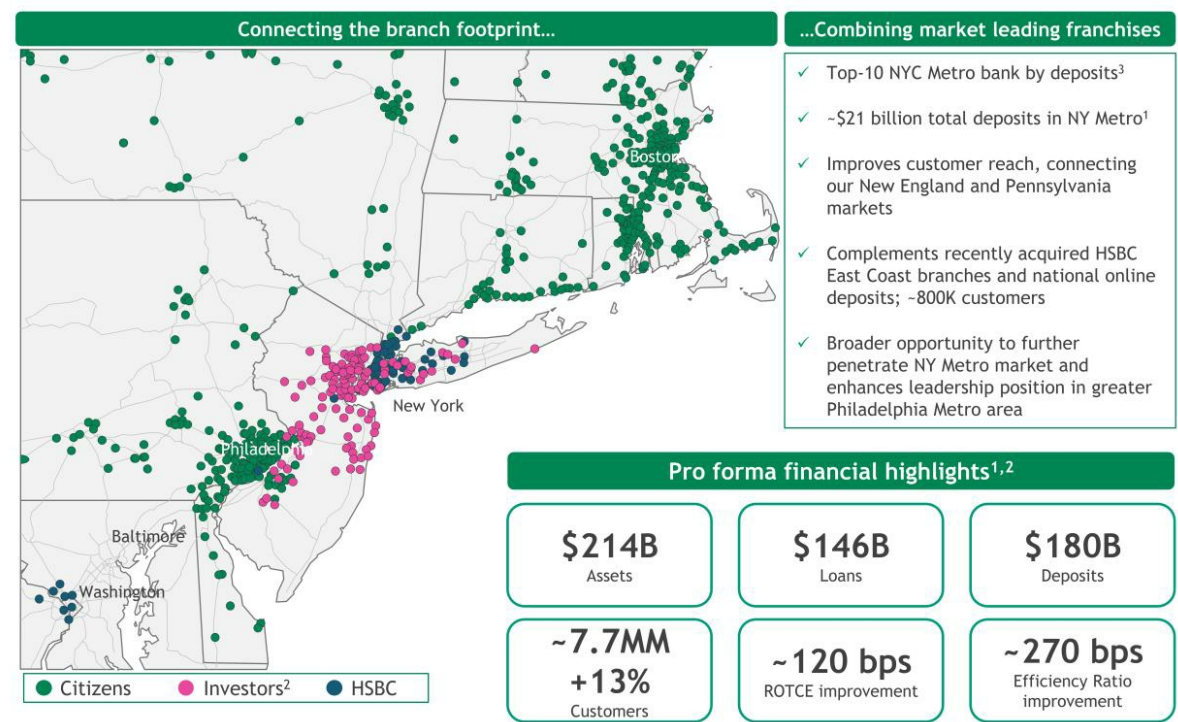 Connecting the branch footprint…
Boston
New York
Philadelphia
Baltimore
Washington
Citizens Investors² HSBC
…Combining market leading franchises
✓ Top-10 NYC Metro bank by deposits³
✓ ~$21 billion total deposits in NY Metro¹
✓ Improves customer reach, connecting
our New England and Pennsylvania
markets
✓ Complements recently acquired HSBC
East Coast branches and national online
deposits; ~800K customers
✓ Broader opportunity to further
penetrate NY Metro market and
enhances leadership position in greater
Philadelphia Metro area
Pro forma financial highlights¹,²
$214B
Assets
$146B
Loans
$180B
Deposits
~7.7MM
+13%
Customers
~120 bps
ROTCE improvement
~270 bps
Efficiency Ratio
improvement